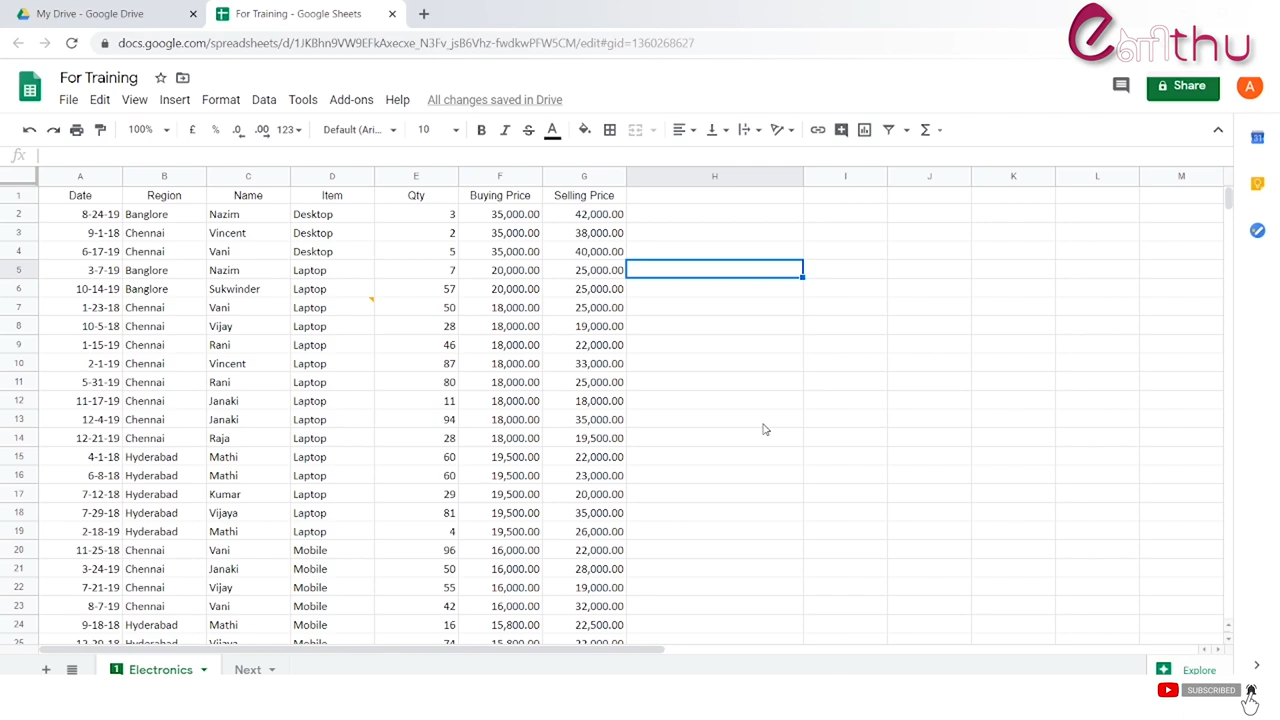 My Drive - Google Drive
For Training - Google Sheets
docs.google.com/spreadsheets/d/1JKBhn9VW9EEkAxbCxe_N3Fv_jsBUHxz-fwdkwPFW5CM/edit#gid=1360268627
எளிthu
For Training
File Edit View Insert Format Data Tools Add-ons Help All changes saved in Drive
Share A
100% £ % .0 .00 123 Default (Ari... 10 B I S A Σ
fx
A B C D E F G H I J K L M
1 Date Region Name Item Qty Buying Price Selling Price
2 8-24-19 Banglore Nazim Desktop 3 35,000.00 42,000.00
3 9-1-18 Chennai Vincent Desktop 2 35,000.00 38,000.00
4 6-17-19 Chennai Vani Desktop 5 35,000.00 40,000.00
5 3-7-19 Banglore Nazim Laptop 7 20,000.00 25,000.00
6 10-14-19 Banglore Sukwinder Laptop 57 20,000.00 25,000.00
7 1-23-18 Chennai Vani Laptop 50 18,000.00 25,000.00
8 10-5-18 Chennai Vijay Laptop 28 18,000.00 19,000.00
9 1-15-19 Chennai Rani Laptop 46 18,000.00 22,000.00
10 2-1-19 Chennai Vincent Laptop 87 18,000.00 33,000.00
11 5-31-19 Chennai Rani Laptop 80 18,000.00 25,000.00
12 11-17-19 Chennai Janaki Laptop 11 18,000.00 18,000.00
13 12-4-19 Chennai Janaki Laptop 94 18,000.00 35,000.00
14 12-21-19 Chennai Raja Laptop 28 18,000.00 19,500.00
15 4-1-18 Hyderabad Mathi Laptop 60 19,500.00 22,000.00
16 6-8-18 Hyderabad Mathi Laptop 60 19,500.00 23,000.00
17 7-12-18 Hyderabad Kumar Laptop 29 19,500.00 20,000.00
18 7-29-18 Hyderabad Vijaya Laptop 81 19,500.00 35,000.00
19 2-18-19 Hyderabad Mathi Laptop 4 19,500.00 26,000.00
20 11-25-18 Chennai Vani Mobile 96 16,000.00 22,000.00
21 3-24-19 Chennai Janaki Mobile 50 16,000.00 28,000.00
22 7-21-19 Chennai Vijay Mobile 55 16,000.00 19,000.00
23 8-7-19 Chennai Vani Mobile 42 16,000.00 32,000.00
24 9-18-18 Hyderabad Mathi Mobile 16 15,800.00 22,500.00
25 12-29-18 Hyderabad Vijaya Mobile 74 15,800.00
1 Electronics Next Explore
SUBSCRIBED